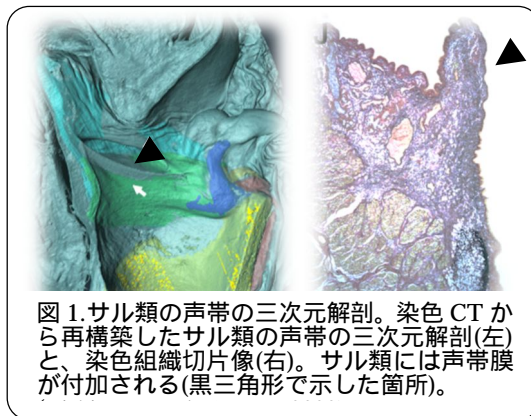 図 1.サル類の声帯の三次元解剖。染色 CT か
ら再構築したサル類の声帯の三次元解剖(左)
と、染色組織切片像(右)。サル類には声帯膜
が付加される(黒三角形で示した箇所)。